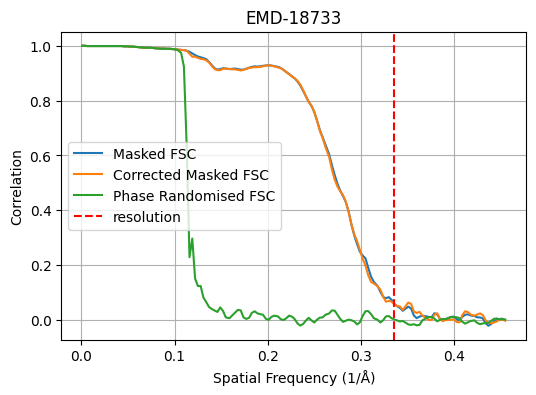 EMD-18733
1.0
0.8
0.6
0.4
0.2
0.0
Correlation
Masked FSC
Corrected Masked FSC
Phase Randomised FSC
resolution
0.0 0.1 0.2 0.3 0.4
Spatial Frequency (1/Å)